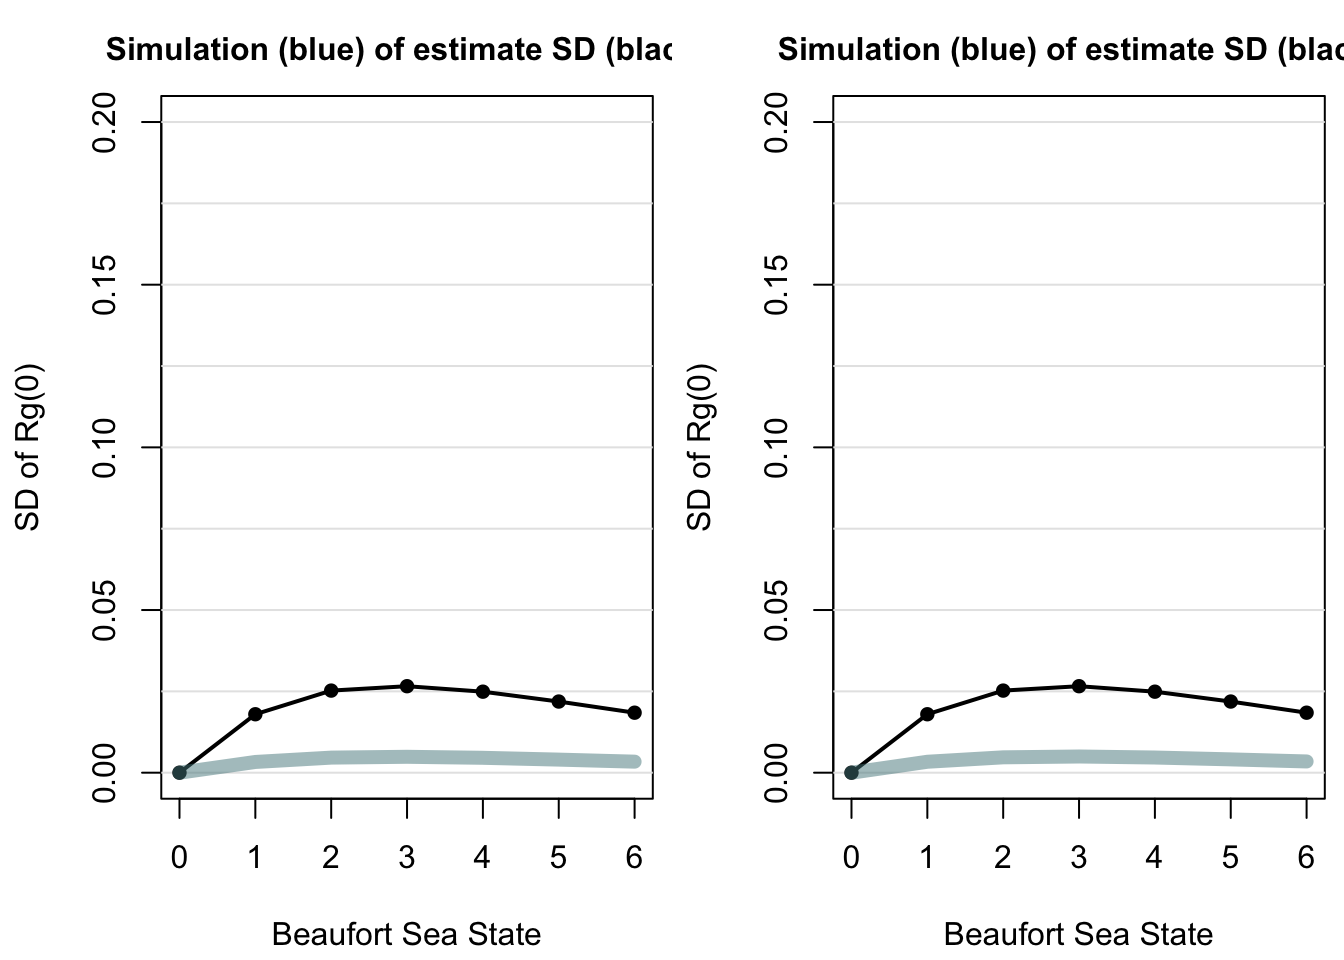 Simulation (blue) of estimate SD (blac
SD of Rg(0)
0.20
0.15
0.10
0.05
0.00
0 1 2 3 4 5 6
Beaufort Sea State
Simulation (blue) of estimate SD (blac
SD of Rg(0)
0.20
0.15
0.10
0.05
0.00
0 1 2 3 4 5 6
Beaufort Sea State